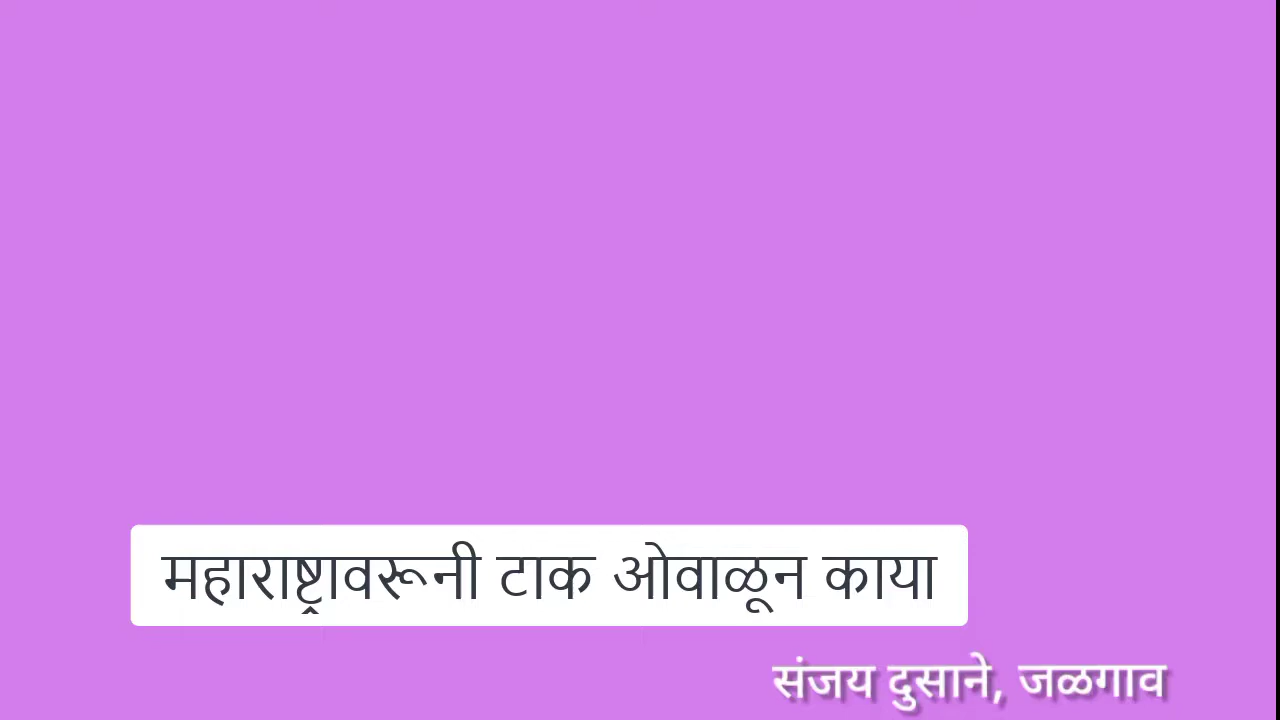 महाराष्ट्रावरूनी टाक ओवाळून काया
संजय दुसाने, जळगाव